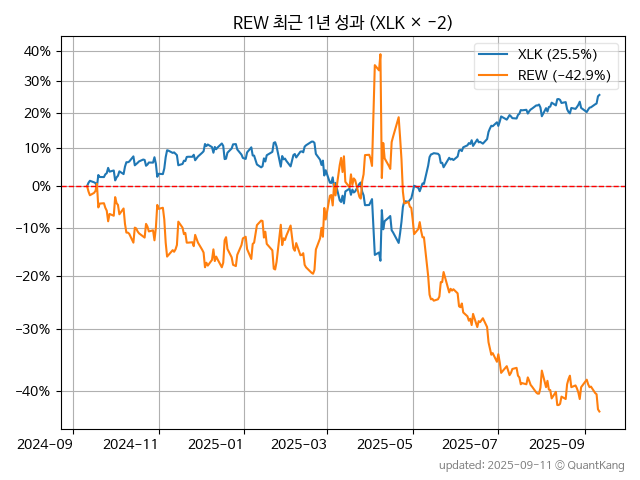 REW 최근 1년 성과 (XLK × −2)
XLK (25.5%)
REW (−42.9%)
40%
30%
20%
10%
0%
−10%
−20%
−30%
−40%
2024-09 2024-11 2025-01 2025-03 2025-05 2025-07 2025-09
updated: 2025-09-11 © QuantKang